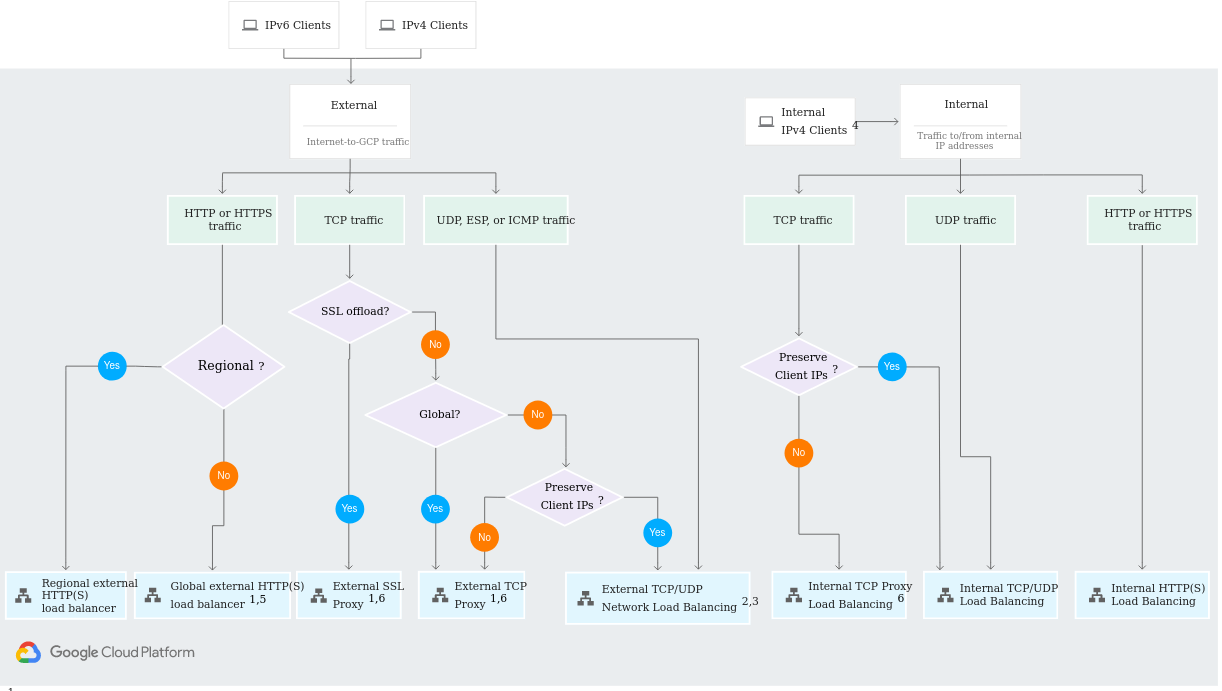 IPv6 Clients
IPv4 Clients
External
Internet-to-GCP traffic
Internal
IPv4 Clients 4
Internal
Traffic to/from internal
IP addresses
HTTP or HTTPS
traffic
TCP traffic
UDP, ESP, or ICMP traffic
TCP traffic
UDP traffic
HTTP or HTTPS
traffic
SSL offload?
No
Regional ?
Yes
Preserve
Client IPs ?
Yes
Global?
No
No
No
Preserve
Client IPs ?
Yes
Yes
No
Yes
Regional external
HTTP(S)
load balancer
Global external HTTP(S)
load balancer 1,5
External SSL
Proxy 1,6
External TCP
Proxy 1,6
External TCP/UDP
Network Load Balancing 2,3
Internal TCP Proxy
Load Balancing 6
Internal TCP/UDP
Load Balancing
Internal HTTP(S)
Load Balancing
Google Cloud Platform